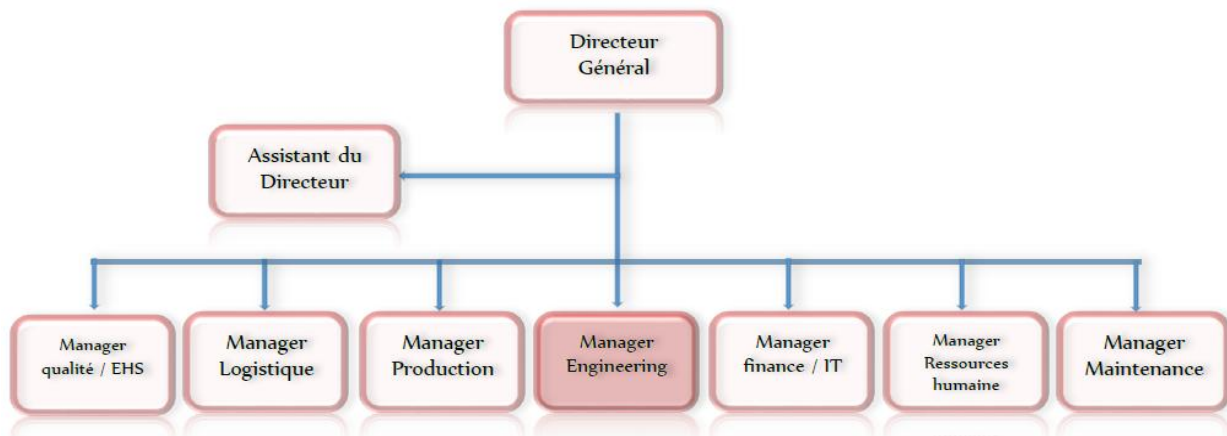 Directeur
Général
Assistant du
Directeur
Manager
qualité / EHS
Manager
Logistique
Manager
Production
Manager
Engineering
Manager
finance / IT
Manager
Ressources
humaine
Manager
Maintenance